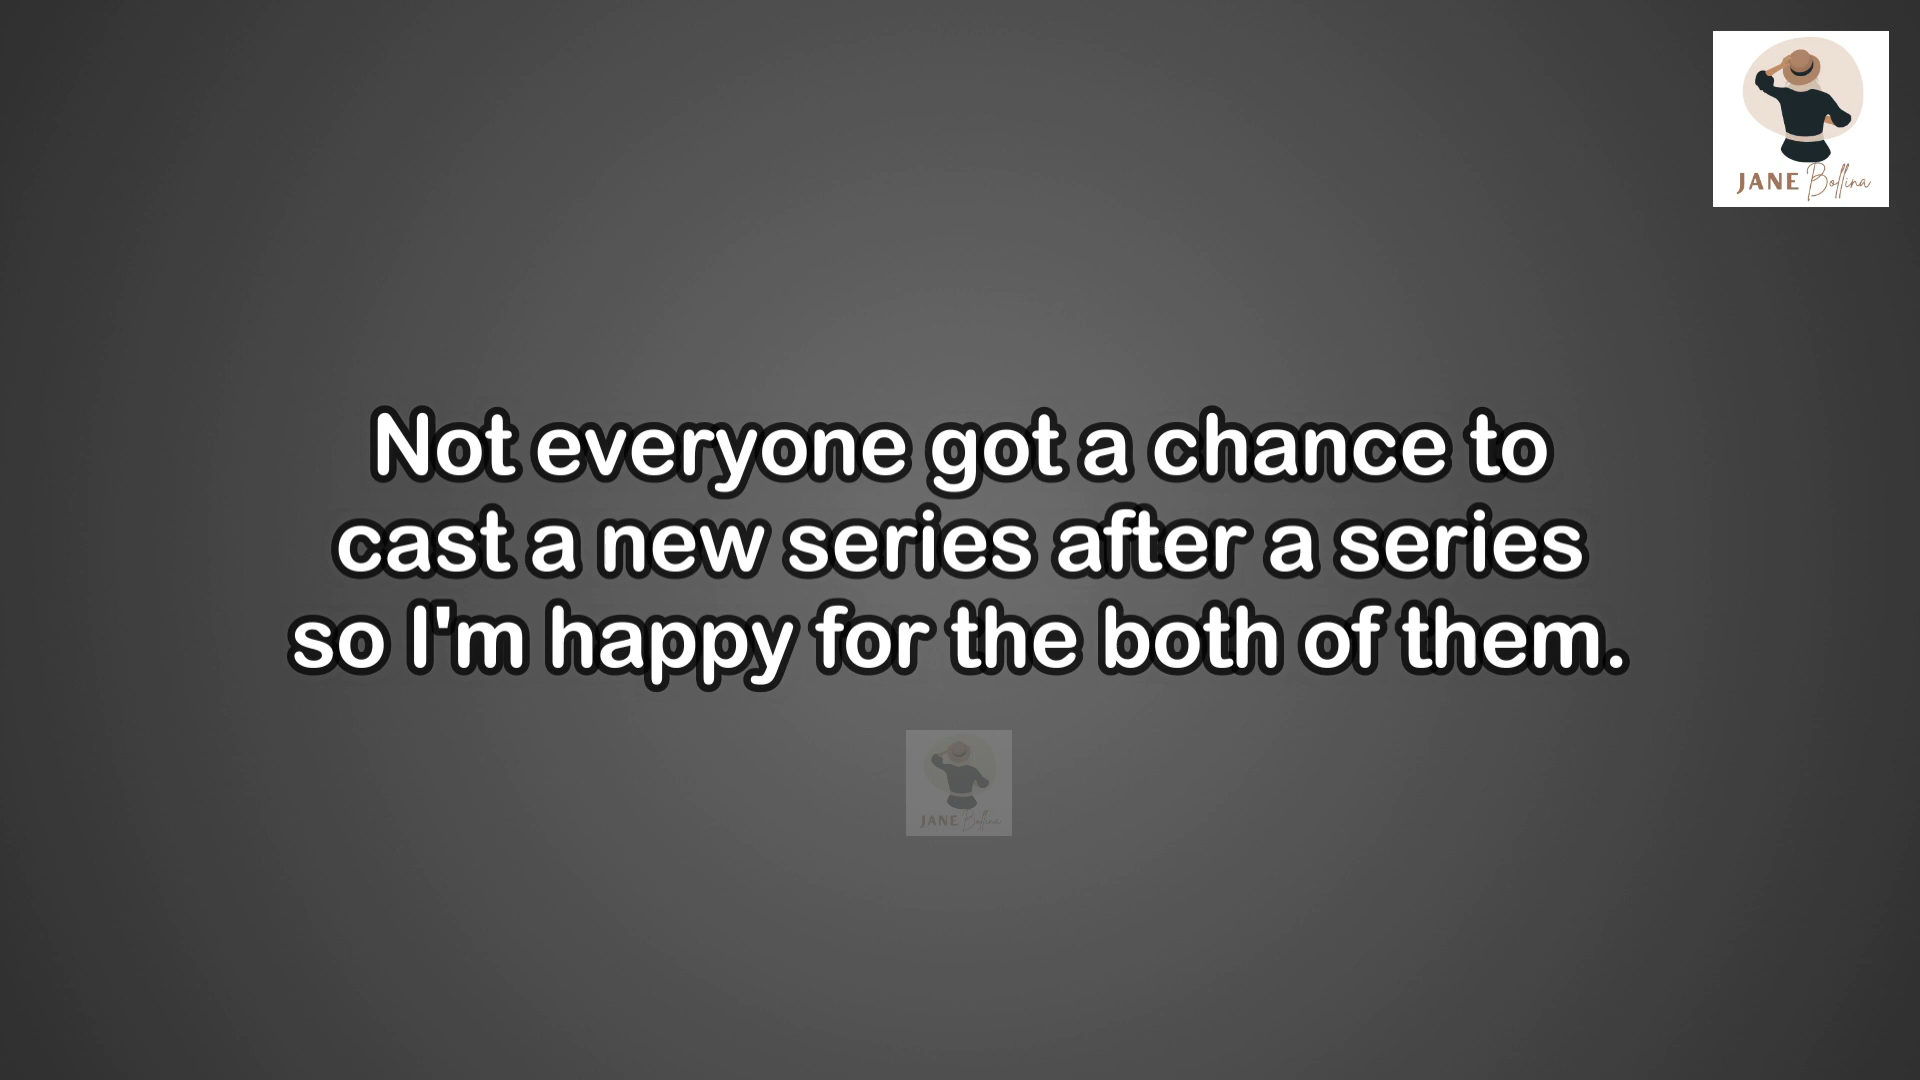 JANE Bollina
Not everyone got a chance to
cast a new series after a series
so I'm happy for the both of them.
JANE Bollina